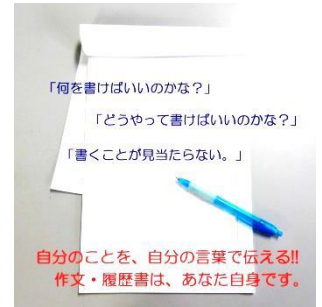 「何を書けばいいのかな？」
「どうやって書けばいいのかな？」
「書くことが見当たらない。」
自分のことを、自分の言葉で伝える!!
作文・履歴書は、あなた自身です。